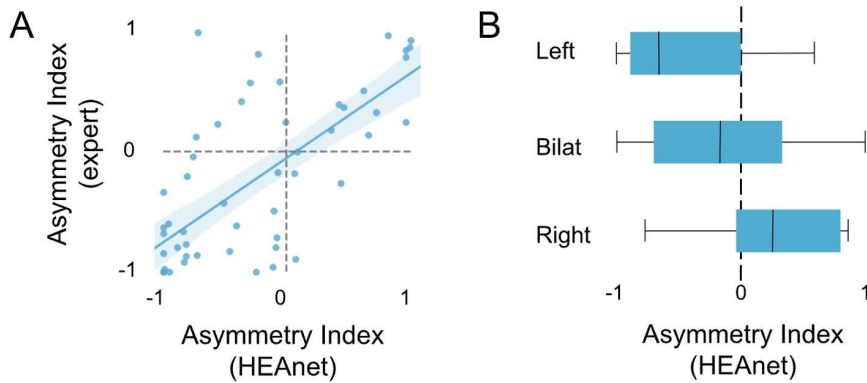 A
1
0
-1
Asymmetry Index
(expert)
-1 0 1
Asymmetry Index
(HEAnet)
B
Left
Bilat
Right
-1 0 1
Asymmetry Index
(HEAnet)